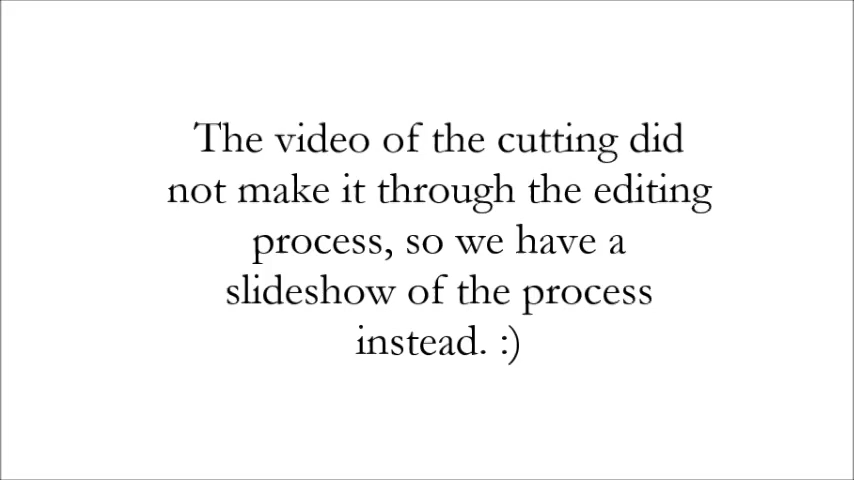 The video of the cutting did
not make it through the editing
process, so we have a
slideshow of the process
instead. :)